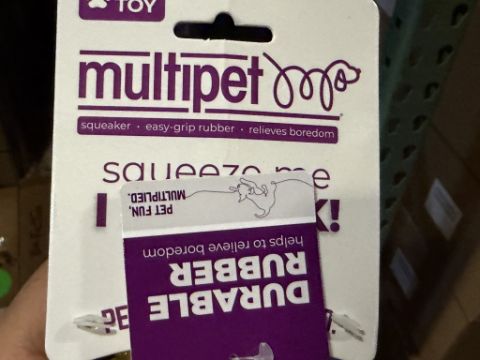 TOY
multipet
squeaker • easy-grip rubber • relieves boredom
squeeze me
I
k!
PET FUN,
MULTIPLIED.
helps to relieve boredom
DURABLE
RUBBER